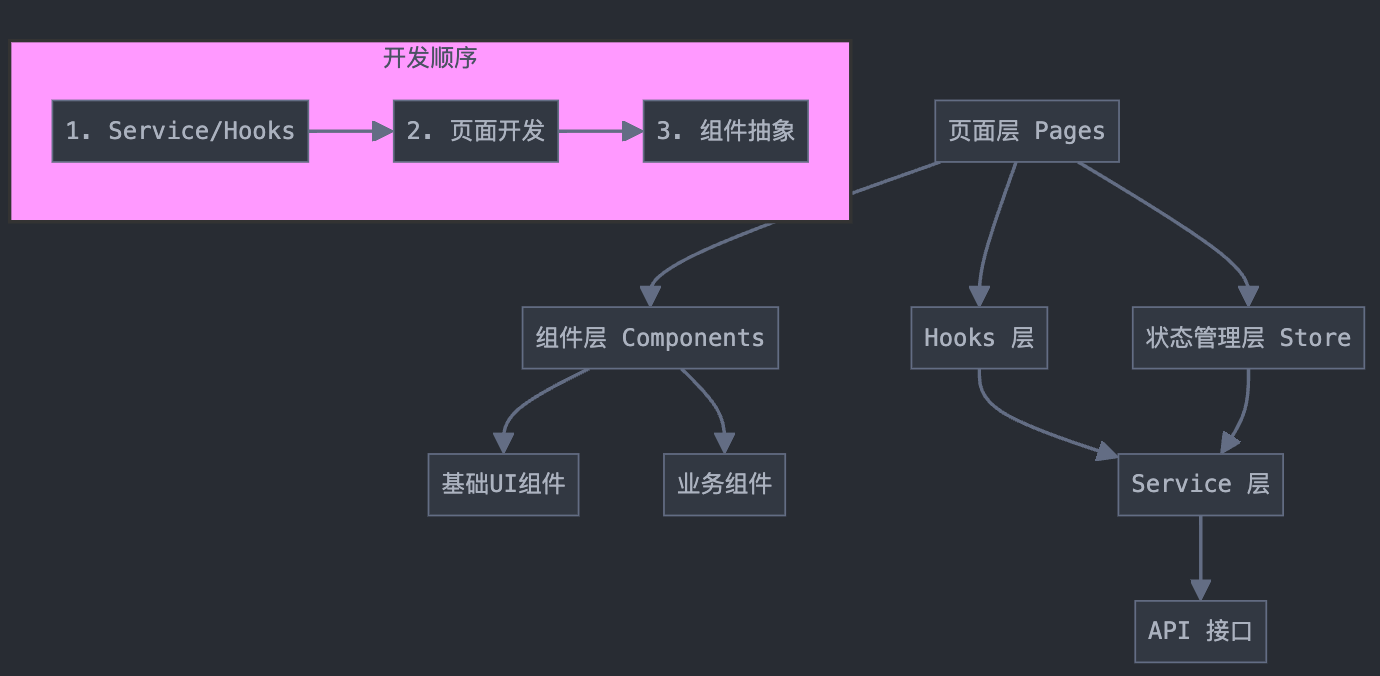 开发顺序
1. Service/Hooks
2. 页面开发
3. 组件抽象
页面层 Pages
组件层 Components
Hooks 层
状态管理层 Store
基础UI组件
业务组件
Service 层
API 接口